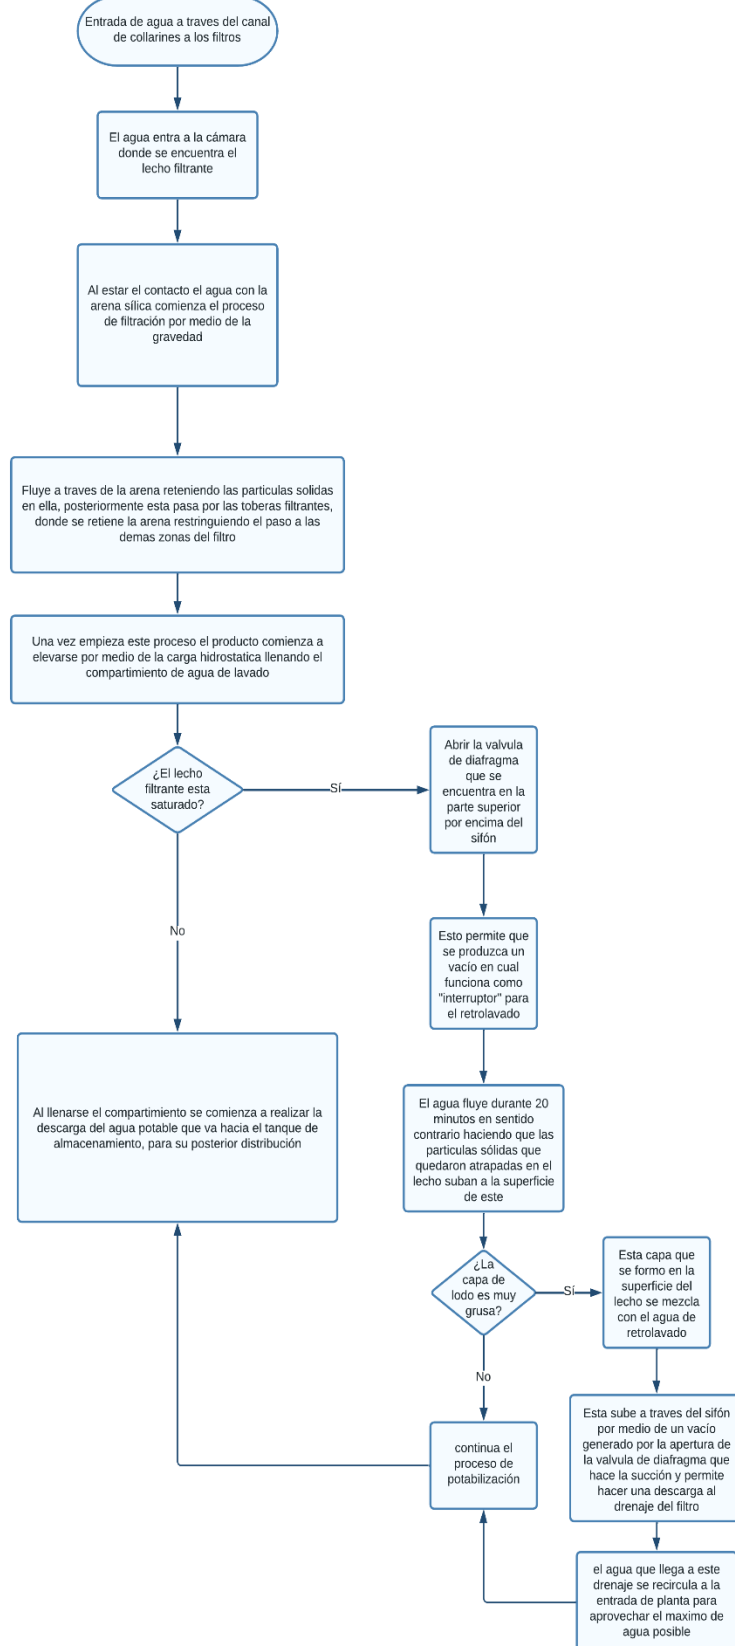 Entrada de agua a traves del canal
de collarines a los filtros
El agua entra a la cámara
donde se encuentra el
lecho filtrante
Al estar el contacto el agua con la
arena sílica comienza el proceso
de filtración por medio de la
gravedad
Fluye a traves de la arena reteniendo las particulas solidas
en ella, posteriormente esta pasa por las toberas filtrantes,
donde se retiene la arena restringuiendo el paso a las
demas zonas del filtro
Una vez empieza este proceso el producto comienza a
elevarse por medio de la carga hidrostatica llenando el
compartimiento de agua de lavado
¿El lecho
filtrante esta
saturado?
Sí
Abrir la valvula
de diafragma
que se
encuentra en la
parte superior
por encima del
sifón
No
Esto permite que
se produzca un
vacío en cual
funciona como
"interruptor" para
el retrolavado
Al llenarse el compartimiento se comienza a realizar la
descarga del agua potable que va hacia el tanque de
almacenamiento, para su posterior distribución
El agua fluye durante 20
minutos en sentido
contrario haciendo que las
particulas sólidas que
quedaron atrapadas en el
lecho suban a la superficie
de este
¿La
capa de
lodo es muy
grusa?
Sí
Esta capa que
se formo en la
superficie del
lecho se mezcla
con el agua de
retrolavado
No
continua el
proceso de
potabilización
Esta sube a traves del sifón
por medio de un vacío
generado por la apertura de
la valvula de diafragma que
hace la succión y permite
hacer una descarga al
drenaje del filtro
el agua que llega a este
drenaje se recircula a la
entrada de planta para
aprovechar el maximo de
agua posible